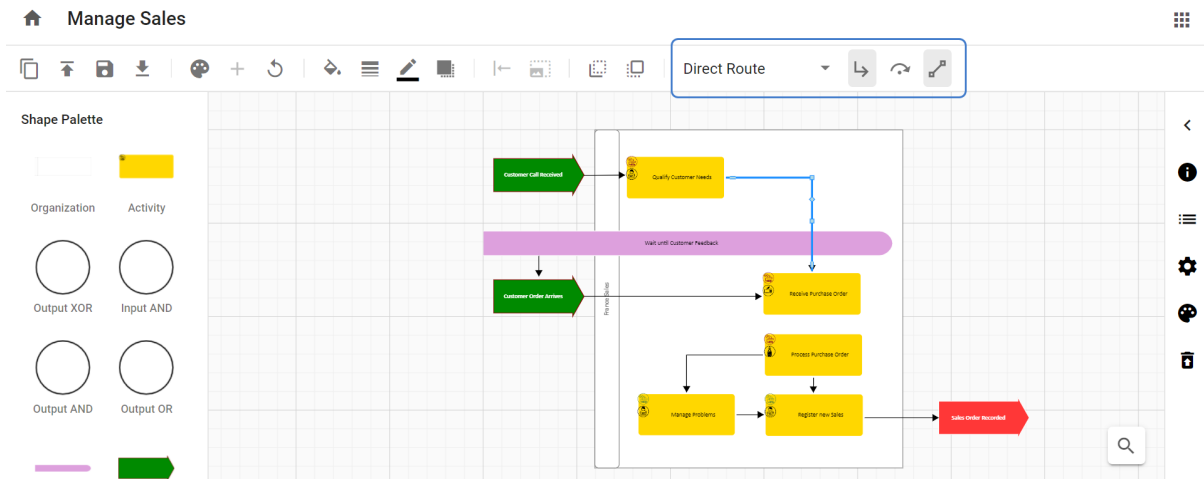 Manage Sales
Direct Route
Shape Palette
Organization
Activity
Output XOR
Input AND
Output AND
Output OR
Customer Call Received
Qualify Customer Needs
Wait until Customer Feedback
Customer Order Arrives
Receive Purchase Order
Process Purchase Order
Manage Problems
Register new Sales
Sales Order Recorded